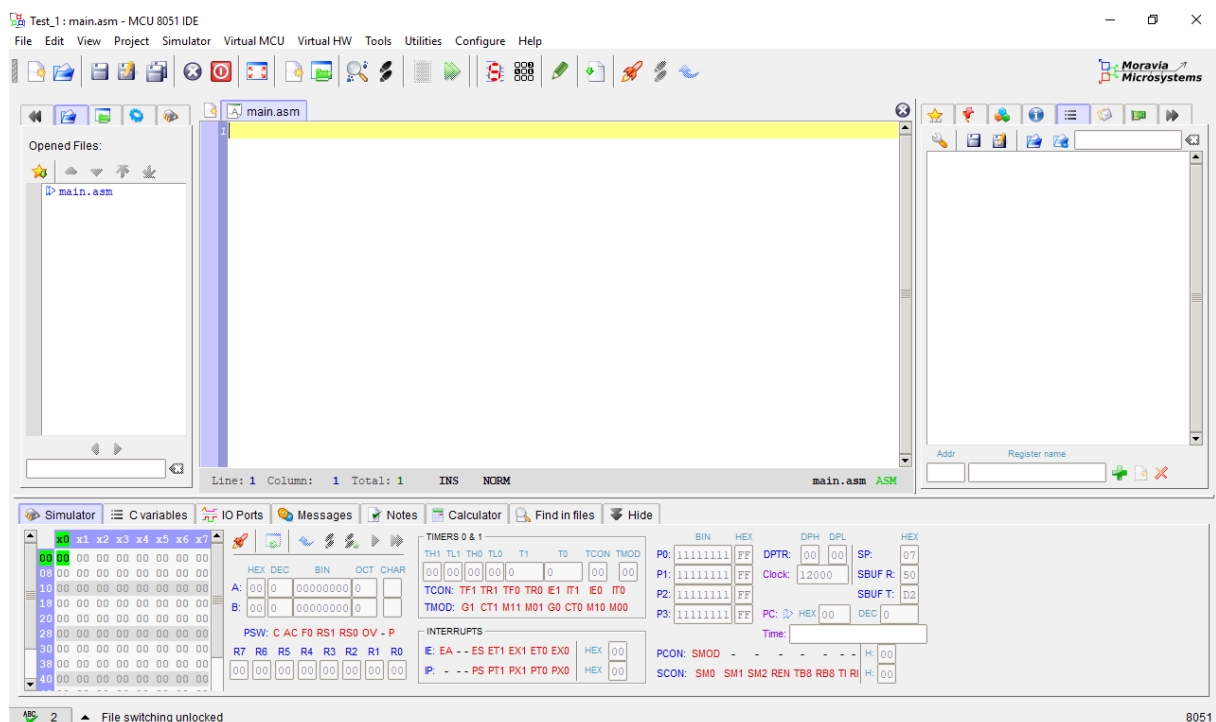 Test_1 : main.asm - MCU 8051 IDE
File Edit View Project Simulator Virtual MCU Virtual HW Tools Utilities Configure Help
Moravia
Microsystems
main.asm
Opened Files:
main.asm
1
Line: 1 Column: 1 Total: 1 INS NORM main.asm ASM
Addr Register name
Simulator C variables IO Ports Messages Notes Calculator Find in files Hide
x0 x1 x2 x3 x4 x5 x6 x7
00 00 00 00 00 00 00 00 00
08 00 00 00 00 00 00 00 00
10 00 00 00 00 00 00 00 00
18 00 00 00 00 00 00 00 00
20 00 00 00 00 00 00 00 00
28 00 00 00 00 00 00 00 00
30 00 00 00 00 00 00 00 00
38 00 00 00 00 00 00 00 00
40 00 00 00 00 00 00 00 00
HEX DEC BIN OCT CHAR
A: 00 0 00000000 0
B: 00 0 00000000 0
PSW: C AC F0 RS1 RS0 OV - P
R7 R6 R5 R4 R3 R2 R1 R0
00 00 00 00 00 00 00 00
TIMERS 0 & 1
TH1 TL1 TH0 TL0 T1 T0 TCON TMOD
00 00 00 00 0 0 00 00
TCON: TF1 TR1 TF0 TR0 IE1 IT1 IE0 IT0
TMOD: G1 CT1 M11 M01 G0 CT0 M10 M00
INTERRUPTS
IE: EA - - ES ET1 EX1 ET0 EX0 HEX 00
IP: - - - PS PT1 PX1 PT0 PX0 HEX 00
BIN HEX
P0: 11111111 FF
P1: 11111111 FF
P2: 11111111 FF
P3: 11111111 FF
DPH DPL HEX
DPTR: 00 00 SP: 07
Clock: 12000 SBUF R: 50
SBUF T: D2
PC: HEX 00 DEC 0
Time:
PCON: SMOD - - - - - - - H: 00
SCON: SM0 SM1 SM2 REN TB8 RB8 TI RI H: 00
ABC 2 File switching unlocked 8051